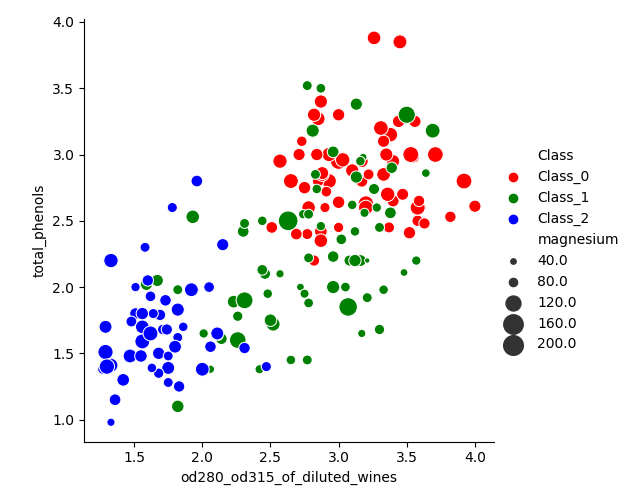 4.0
3.5
3.0
2.5
2.0
1.5
1.0
total_phenols
1.5 2.0 2.5 3.0 3.5 4.0
od280_od315_of_diluted_wines
Class
Class_0
Class_1
Class_2
magnesium
40.0
80.0
120.0
160.0
200.0